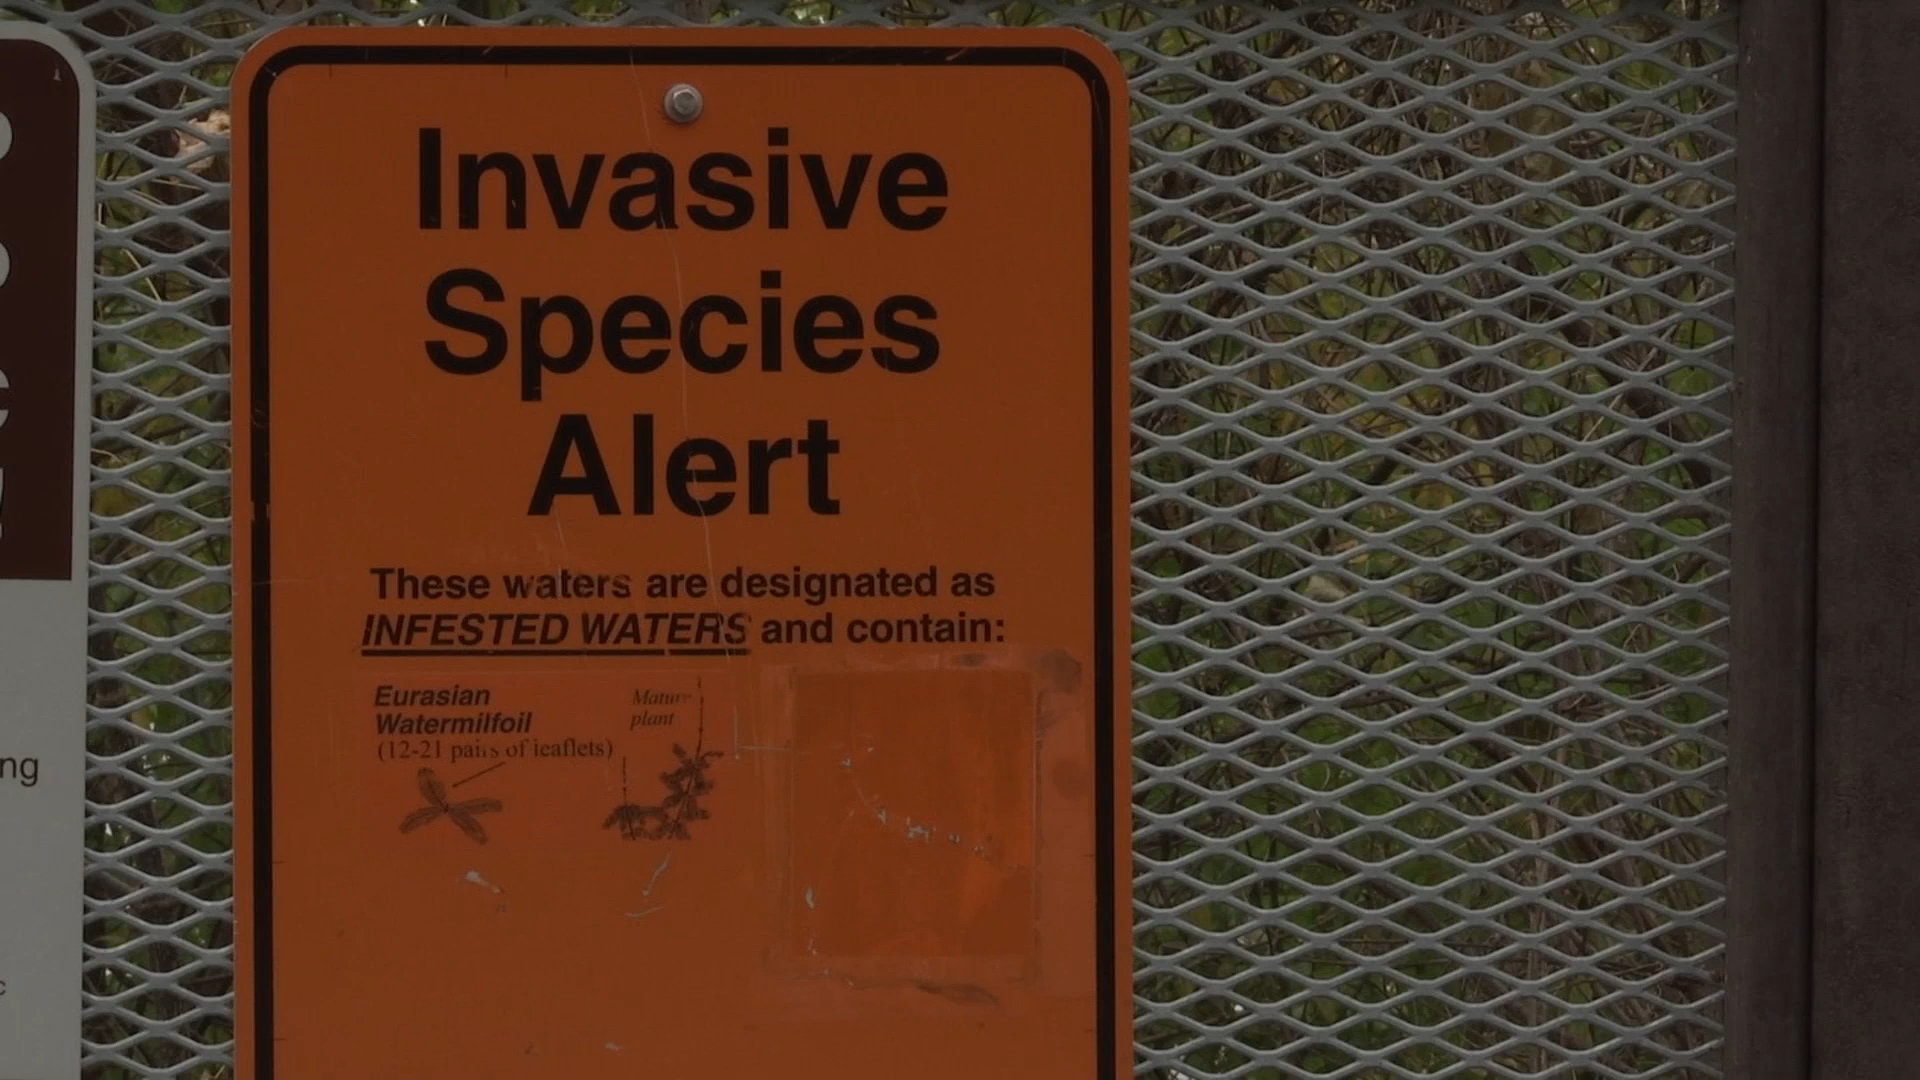 Invasive
Species
Alert
These waters are designated as
INFESTED WATERS and contain:
Eurasian
Watermilfoil
(12-21 pairs of leaflets)
Mature
plant
ng